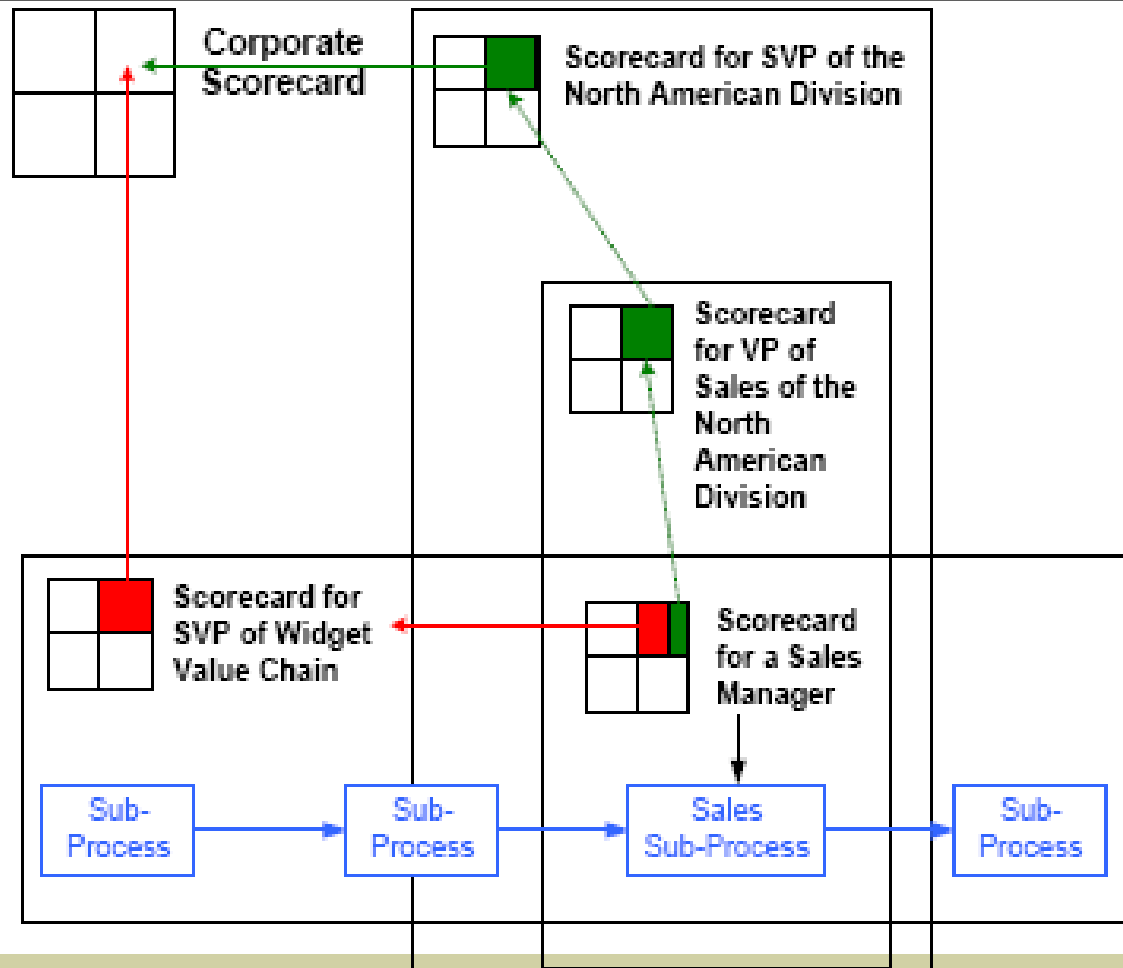 Corporate
Scorecard
Scorecard for SVP of the
North American Division
Scorecard
for VP of
Sales of the
North
American
Division
Scorecard for
SVP of Widget
Value Chain
Scorecard
for a Sales
Manager
Sub-
Process
Sub-
Process
Sales
Sub-Process
Sub-
Process